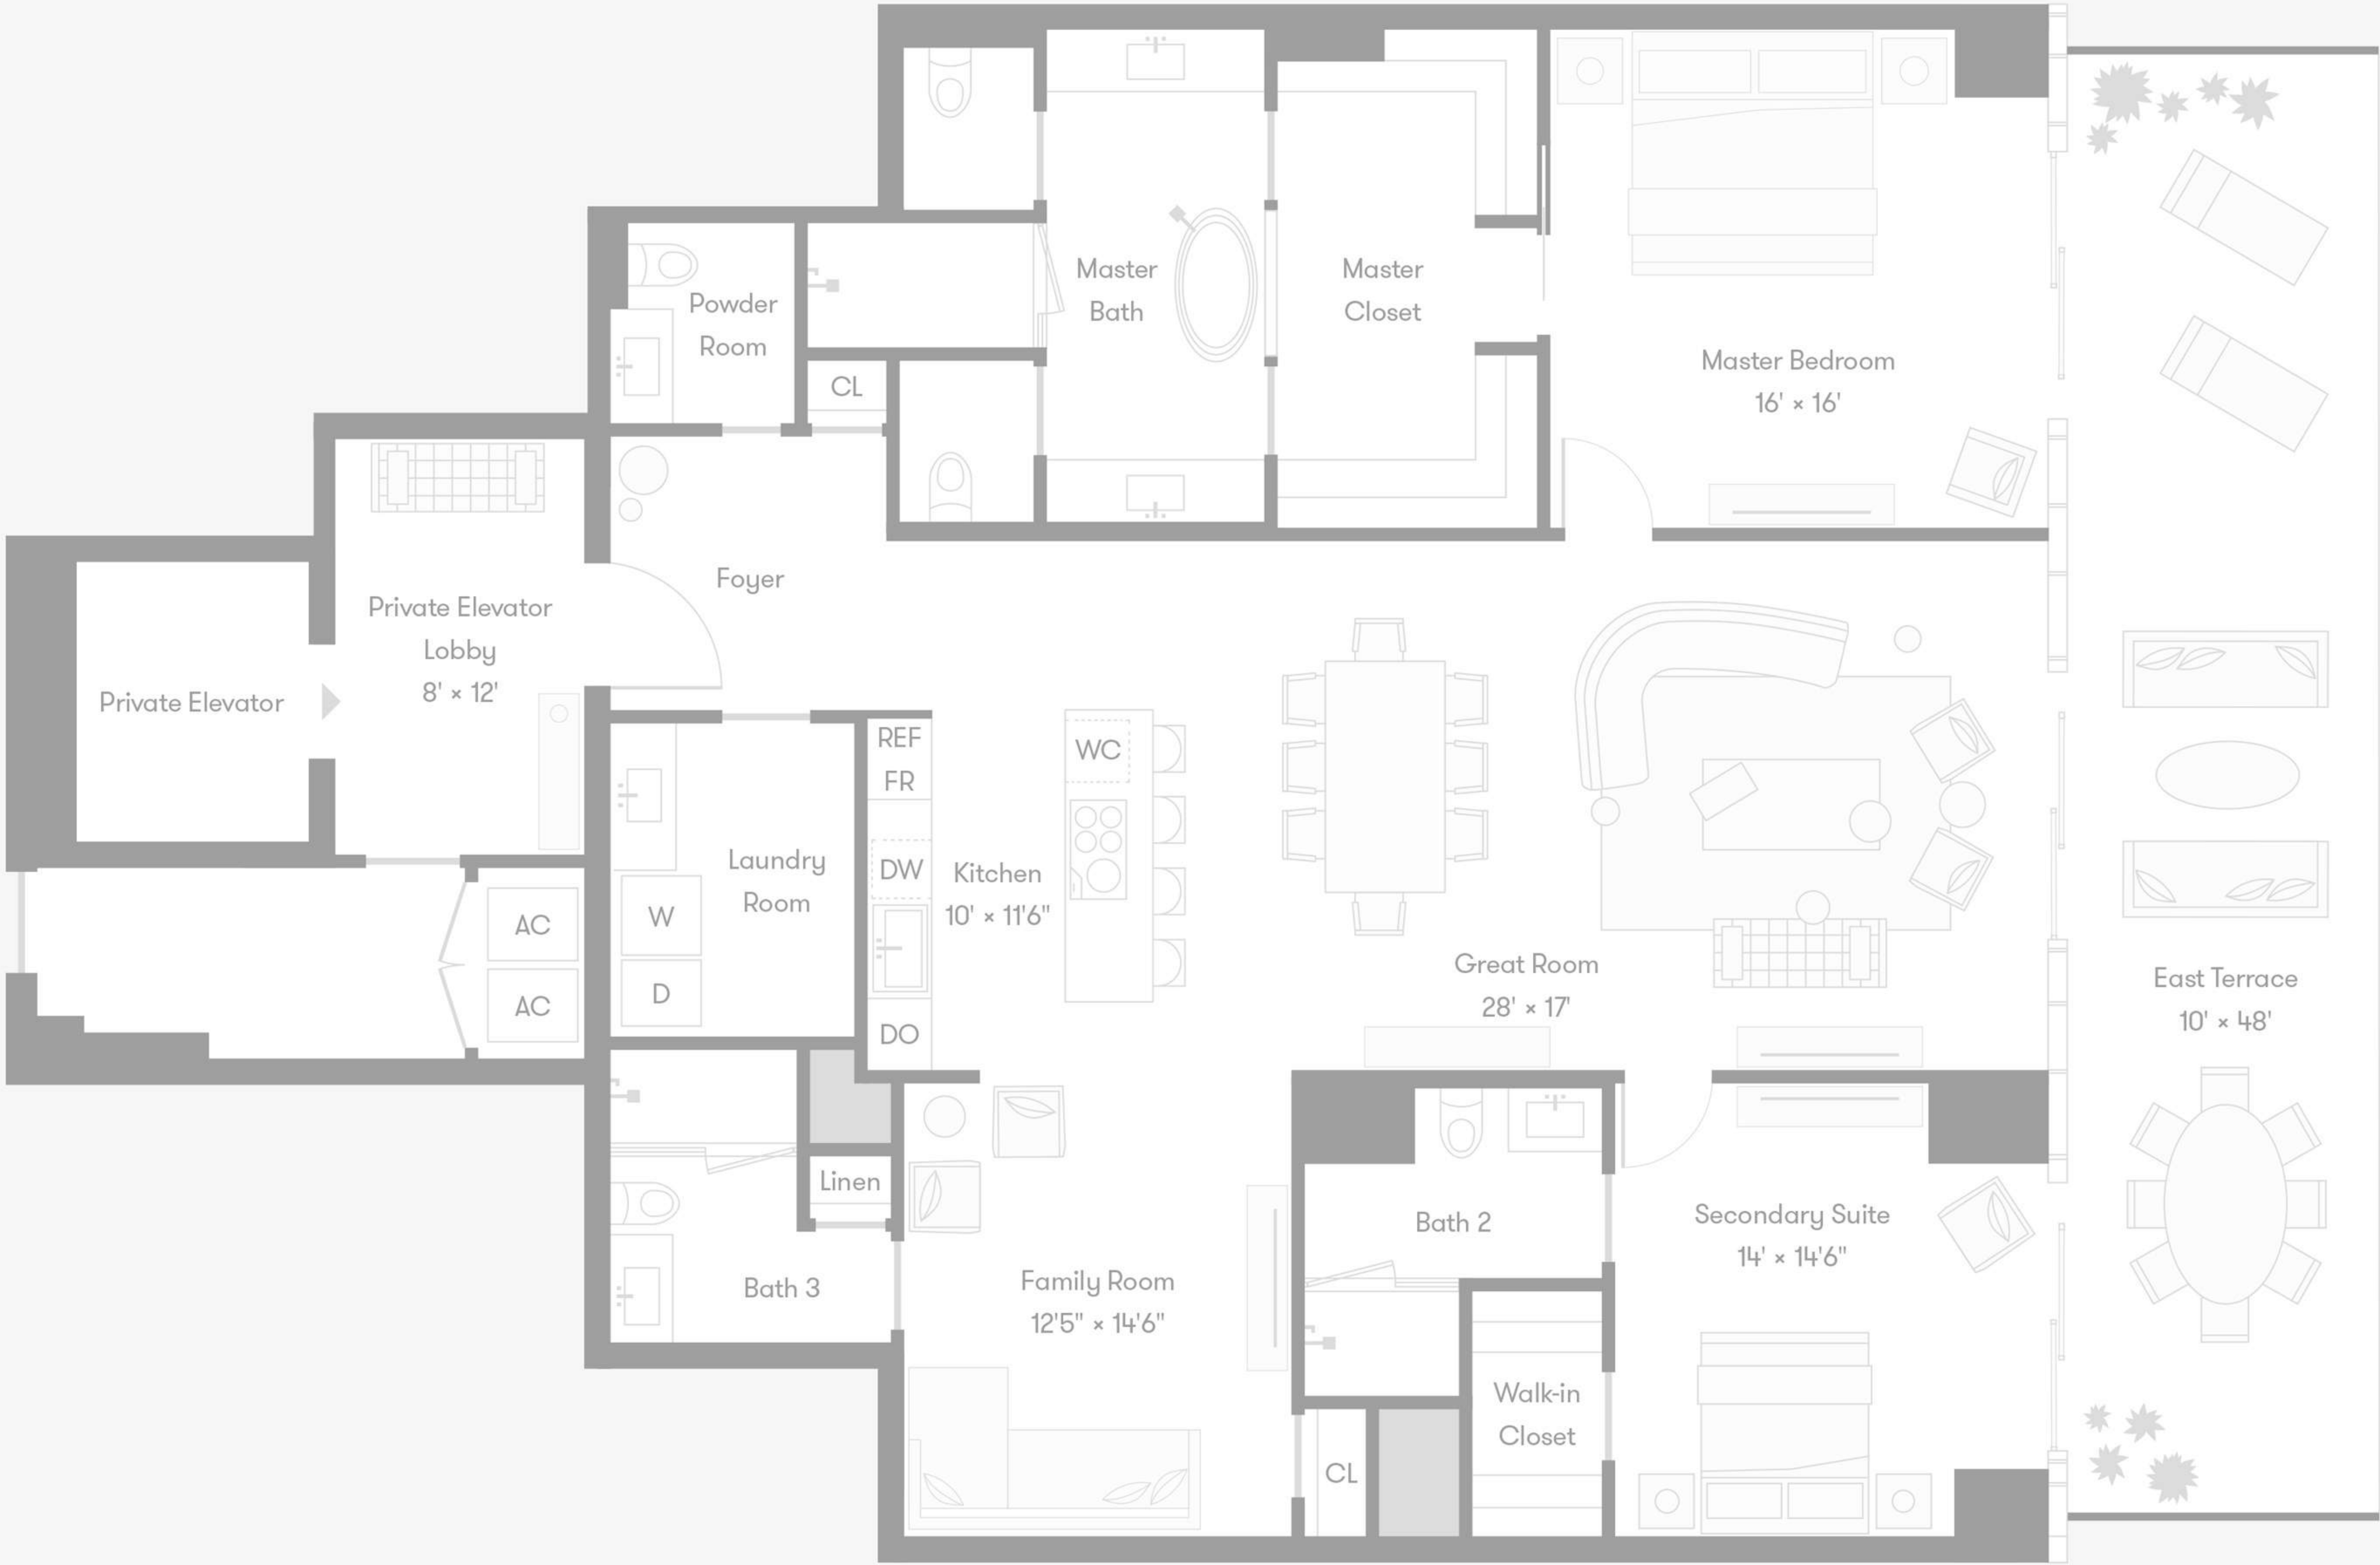 Master
Bath
Master
Closet
Powder
Room
CL
Master Bedroom
16' × 16'
Foyer
Private Elevator
Lobby
8' × 12'
Private Elevator
REF
FR
WC
DW
Kitchen
10' × 11'6"
Laundry
Room
W
D
AC
AC
DO
Great Room
28' × 17'
East Terrace
10' × 48'
Linen
Bath 3
Family Room
12'5" × 14'6"
Bath 2
Secondary Suite
14' × 14'6"
Walk-in
Closet
CL